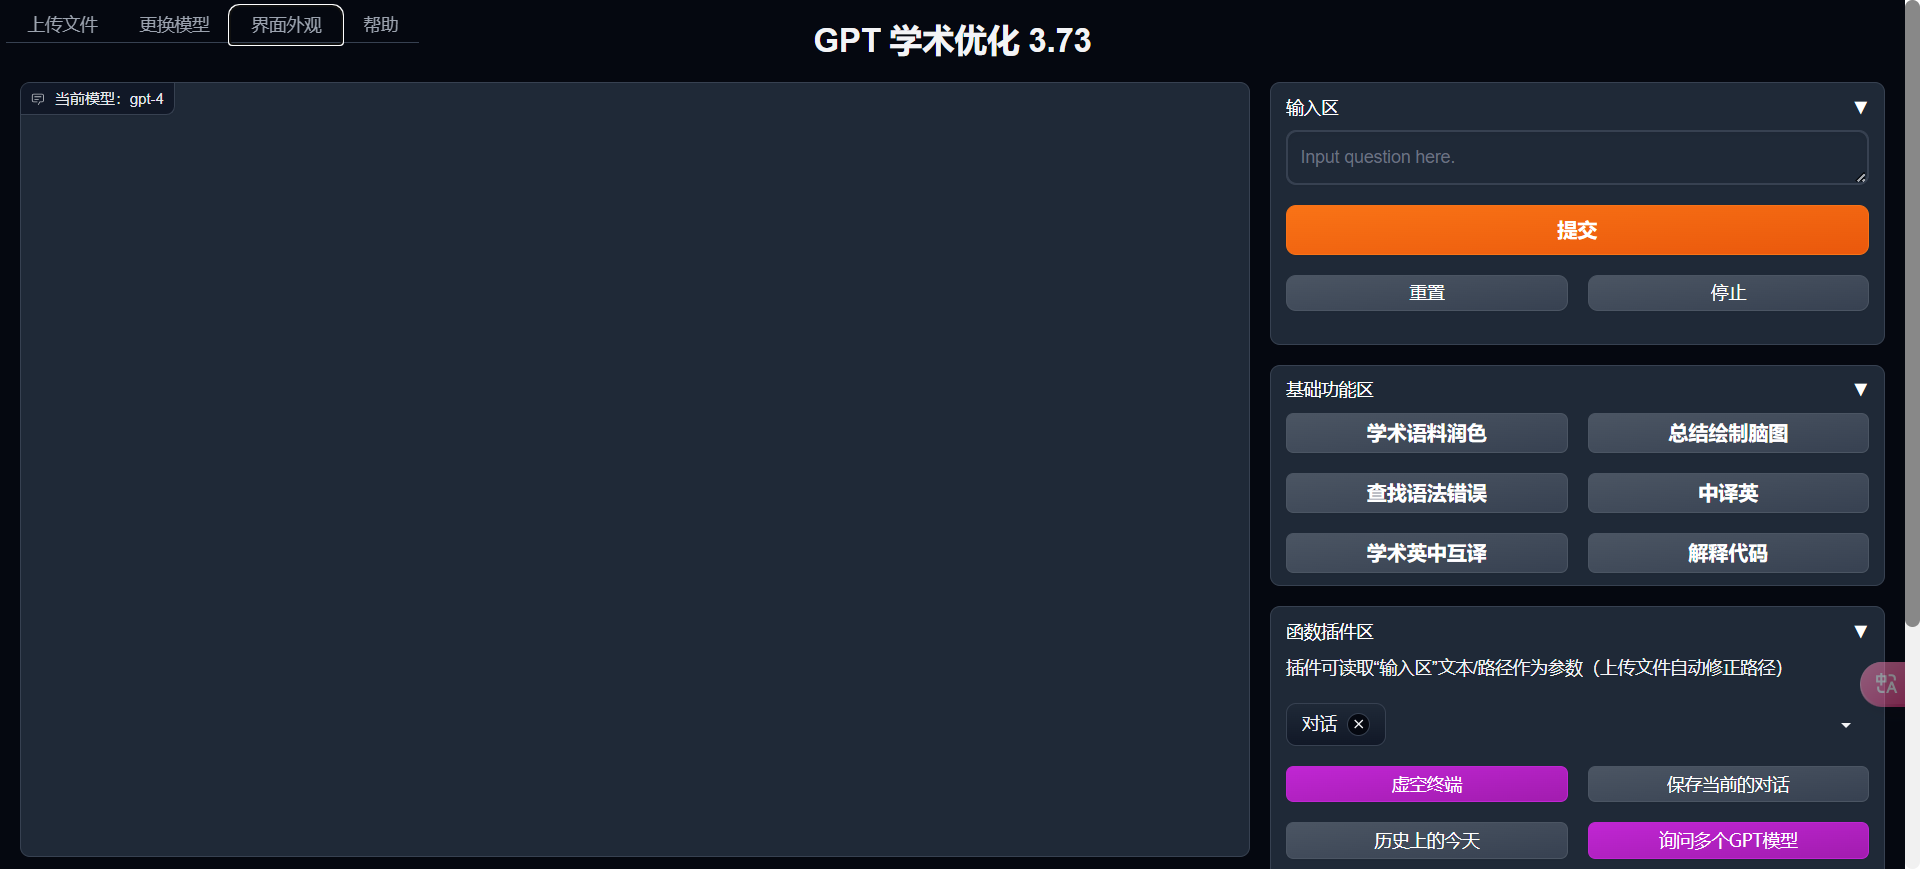 上传文件
更换模型
界面外观
帮助
GPT 学术优化 3.73
当前模型：gpt-4
输入区
▼
Input question here.
提交
重置
停止
基础功能区
▼
学术语料润色
总结绘制脑图
查找语法错误
中译英
学术英中互译
解释代码
函数插件区
▼
插件可读取“输入区”文本/路径作为参数（上传文件自动修正路径）
对话
虚空终端
保存当前的对话
历史上的今天
询问多个GPT模型